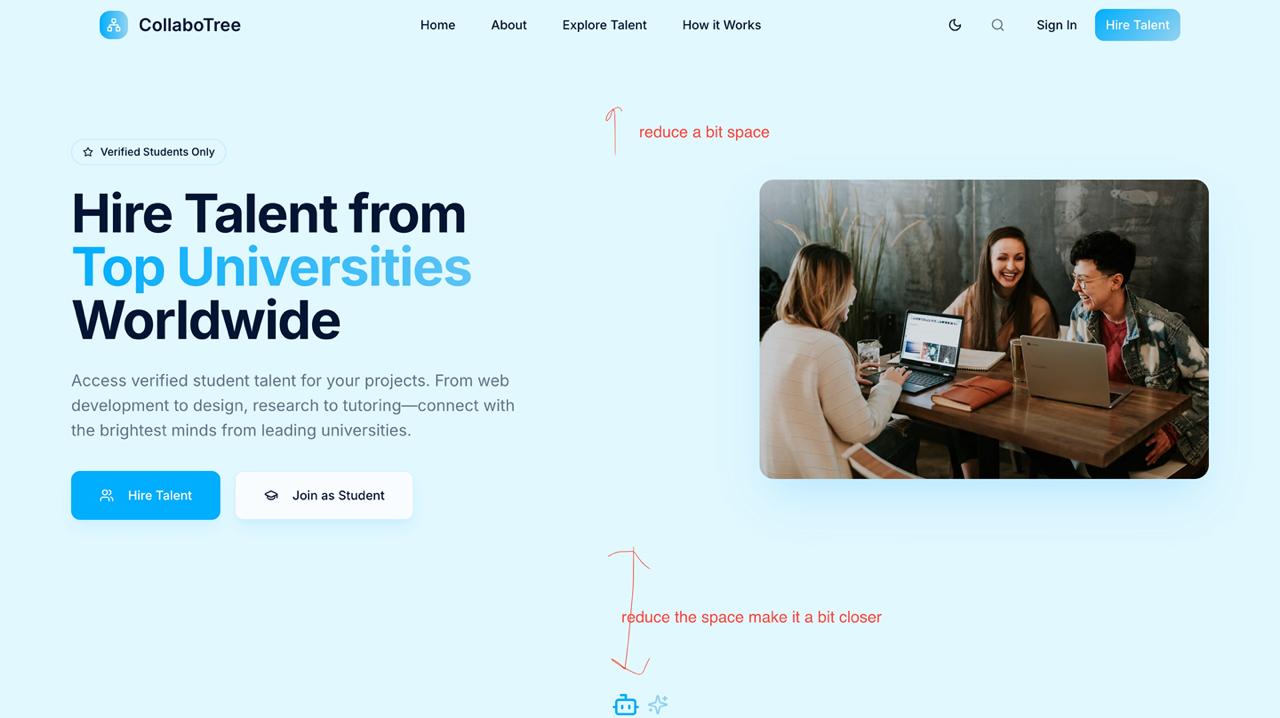 CollaboTree
Home About Explore Talent How it Works
Sign In Hire Talent
reduce a bit space
Verified Students Only
Hire Talent from
Top Universities
Worldwide
Access verified student talent for your projects. From web
development to design, research to tutoring—connect with
the brightest minds from leading universities.
Hire Talent Join as Student
reduce the space make it a bit closer